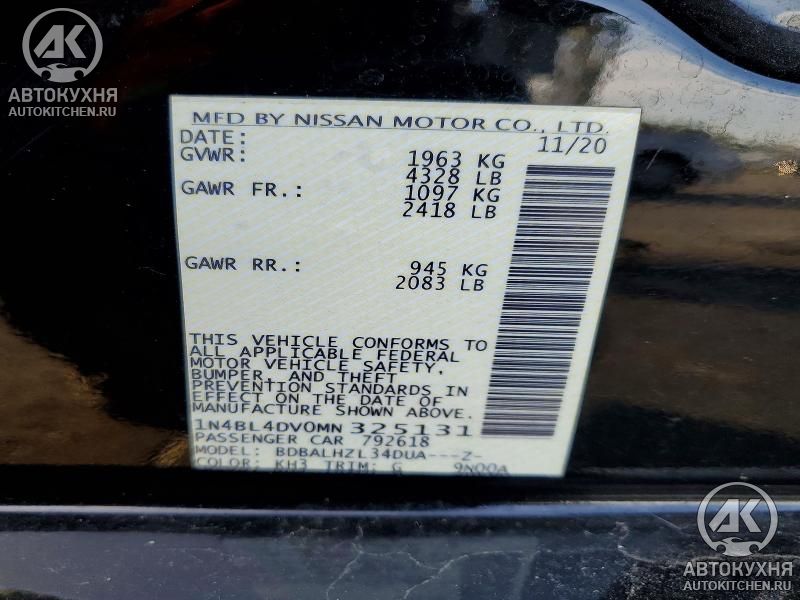 AK
АВТОКУХНЯ
AUTOKITCHEN.RU
MFD BY NISSAN MOTOR CO., LTD.
DATE: 11/20
GVWR: 1963 KG
4328 LB
GAWR FR.: 1097 KG
2418 LB
GAWR RR.: 945 KG
2083 LB
THIS VEHICLE CONFORMS TO
ALL APPLICABLE FEDERAL
MOTOR VEHICLE SAFETY,
BUMPER, AND THEFT
PREVENTION STANDARDS IN
EFFECT ON THE DATE OF
MANUFACTURE SHOWN ABOVE.
1N4BL4DV0MN325131
PASSENGER CAR 792618
MODEL: BDBALHZL34DUA---Z-
COLOR: KH3 TRIM: G 9N00A
AK
АВТОКУХНЯ
AUTOKITCHEN.RU